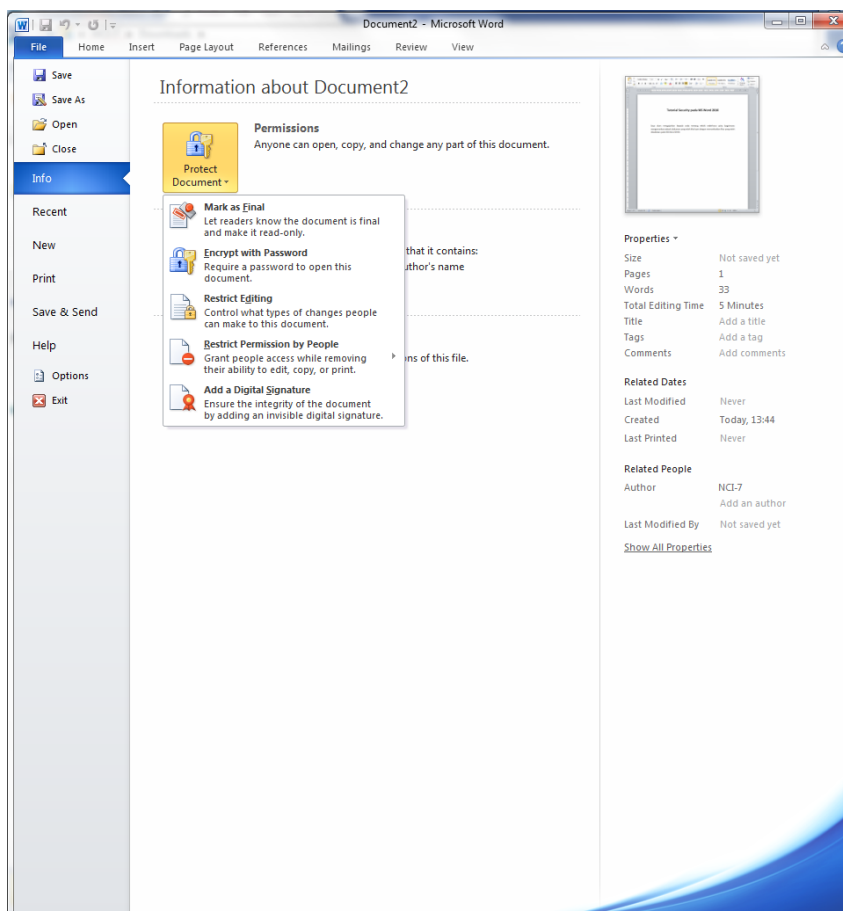 Document2 - Microsoft Word
File Home Insert Page Layout References Mailings Review View
Save
Save As
Open
Close
Info
Recent
New
Print
Save & Send
Help
Options
Exit
Information about Document2
Protect
Document
Permissions
Anyone can open, copy, and change any part of this document.
Mark as Final
Let readers know the document is final
and make it read-only.
Encrypt with Password
Require a password to open this
document.
Restrict Editing
Control what types of changes people
can make to this document.
Restrict Permission by People
Grant people access while removing
their ability to edit, copy, or print.
Add a Digital Signature
Ensure the integrity of the document
by adding an invisible digital signature.
that it contains:
name
of this file.
Properties
Size Not saved yet
Pages 1
Words 33
Total Editing Time 5 Minutes
Title Add a title
Tags Add a tag
Comments Add comments
Related Dates
Last Modified Never
Created Today, 13:44
Last Printed Never
Related People
Author NCI-7
Add an author
Last Modified By Not saved yet
Show All Properties